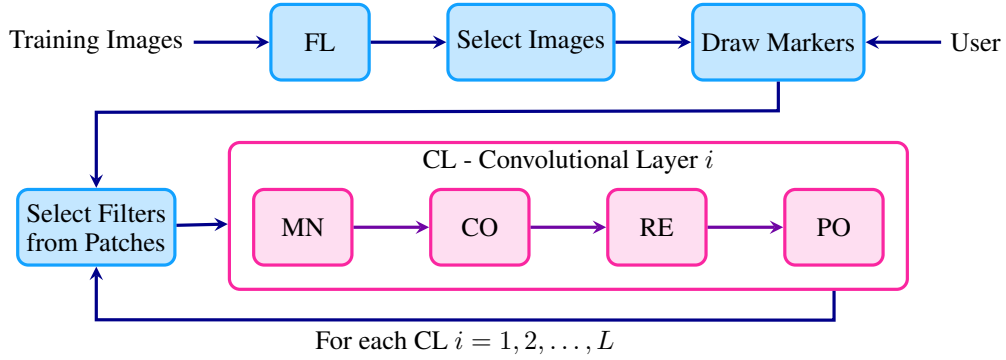 Training Images
FL
Select Images
Draw Markers
User
CL - Convolutional Layer i
Select Filters
from Patches
MN
CO
RE
PO
For each CL i = 1, 2, . . . , L